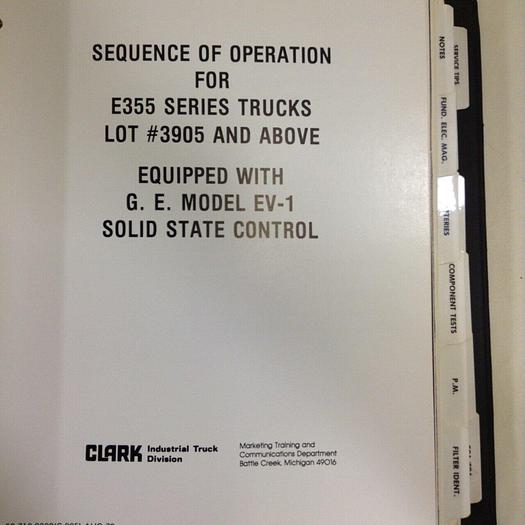 SEQUENCE OF OPERATION
FOR
E355 SERIES TRUCKS
LOT #3905 AND ABOVE
EQUIPPED WITH
G. E. MODEL EV-1
SOLID STATE CONTROL
CLARK Industrial Truck
Division
Marketing Training and
Communications Department
Battle Creek, Michigan 49016
SERVICE TIPS
NOTES
FUND. ELEC. MAG.
TERIES
COMPONENT TESTS
P.M.
FILTER IDENT.